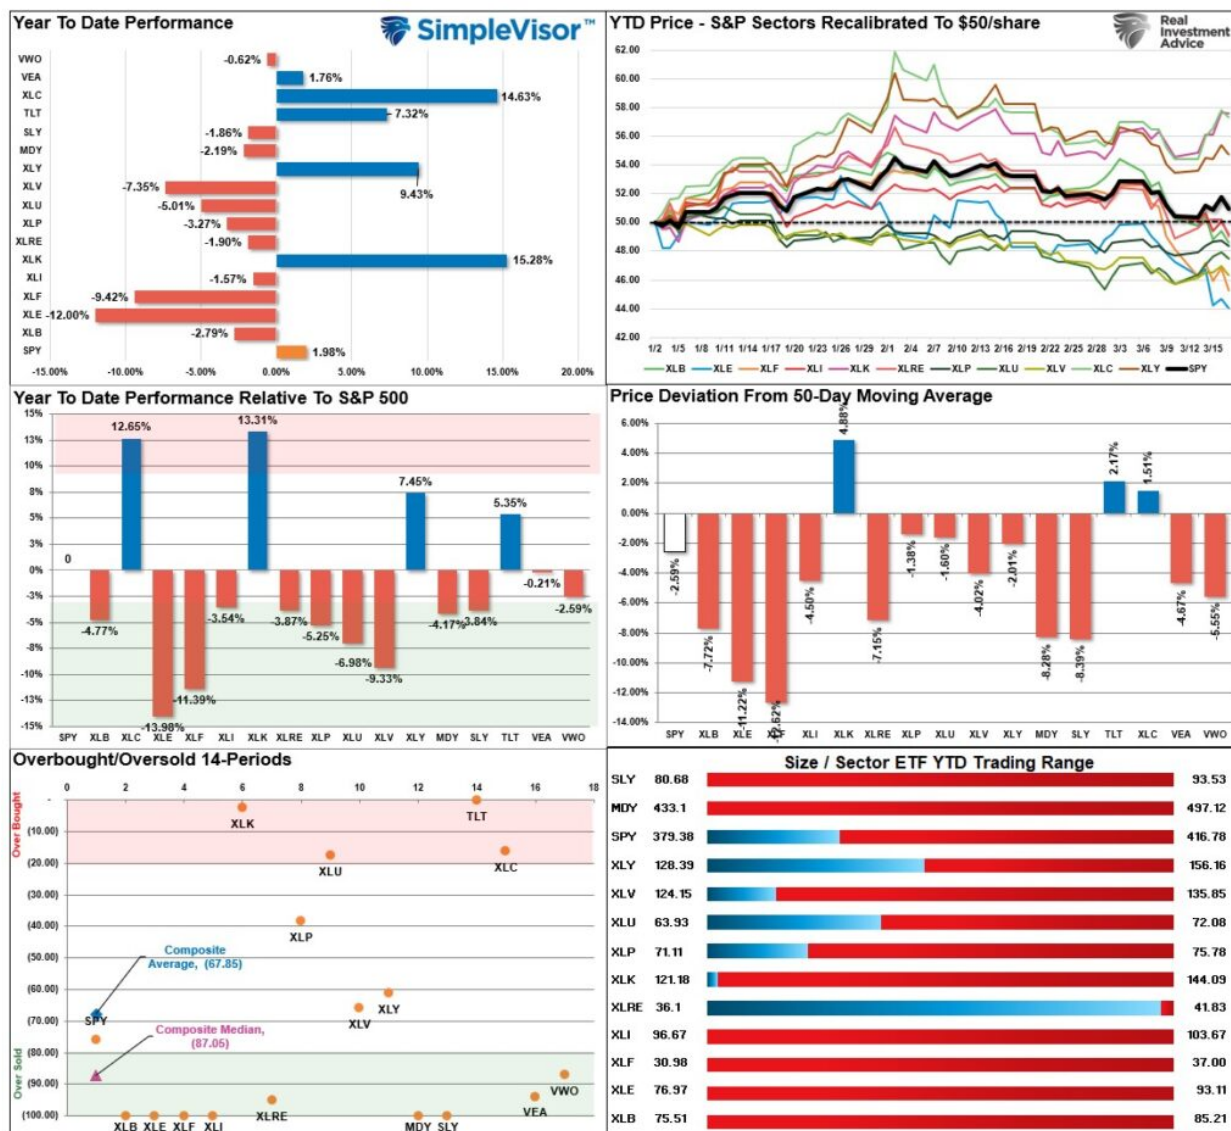 Year To Date Performance
SimpleVisor™
VWO -0.62%
VEA 1.76%
XLC 14.63%
TLT 7.32%
SLY -1.86%
MDY -2.19%
XLY 9.43%
XLV -7.35%
XLU -5.01%
XLP -3.27%
XLRE -1.90%
XLK 15.28%
XLI -1.57%
XLF -9.42%
XLE -12.00%
XLB -2.79%
SPY 1.98%
-15.00% -10.00% -5.00% 0.00% 5.00% 10.00% 15.00% 20.00%
YTD Price - S&P Sectors Recalibrated To $50/share
Real
Investment
Advice
62.00
60.00
58.00
56.00
54.00
52.00
50.00
48.00
46.00
44.00
42.00
1/2 1/5 1/8 1/11 1/14 1/17 1/20 1/23 1/26 1/29 2/1 2/4 2/7 2/10 2/13 2/16 2/19 2/22 2/25 2/28 3/3 3/6 3/9 3/12 3/15
XLB XLE XLF XLI XLK XLRE XLP XLU XLV XLC XLY SPY
Year To Date Performance Relative To S&P 500
15%
13%
10%
8%
5%
3%
0%
-3%
-5%
-8%
-10%
-13%
-15%
0 -4.77% 12.65% -13.98% -11.39% -3.54% 13.31% -3.87% -5.25% -6.98% -9.33% 7.45% -4.17% -3.84% 5.35% -0.21% -2.59%
SPY XLB XLC XLE XLF XLI XLK XLRE XLP XLU XLV XLY MDY SLY TLT VEA VWO
Price Deviation From 50-Day Moving Average
6.00%
4.00%
2.00%
0.00%
-2.00%
-4.00%
-6.00%
-8.00%
-10.00%
-12.00%
-14.00%
-2.59% -7.72% -11.22% -12.62% -4.50% 4.88% -7.15% -1.38% -1.60% -4.02% -2.01% -8.28% -8.39% 2.17% 1.51% -4.67% -5.55%
SPY XLB XLE XLF XLI XLK XLRE XLP XLU XLV XLY MDY SLY TLT XLC VEA VWO
Overbought/Oversold 14-Periods
0 2 4 6 8 10 12 14 16 18
Over Bought
Over Sold
-
(10.00)
(20.00)
(30.00)
(40.00)
(50.00)
(60.00)
(70.00)
(80.00)
(90.00)
(100.00)
XLK
TLT
XLU
XLC
XLP
Composite
Average, (67.85)
SPY
XLV
XLY
Composite Median,
(87.05)
XLB XLE XLF XLI XLRE MDY SLY VEA VWO
Size / Sector ETF YTD Trading Range
SLY 80.68 93.53
MDY 433.1 497.12
SPY 379.38 416.78
XLY 128.39 156.16
XLV 124.15 135.85
XLU 63.93 72.08
XLP 71.11 75.78
XLK 121.18 144.09
XLRE 36.1 41.83
XLI 96.67 103.67
XLF 30.98 37.00
XLE 76.97 93.11
XLB 75.51 85.21